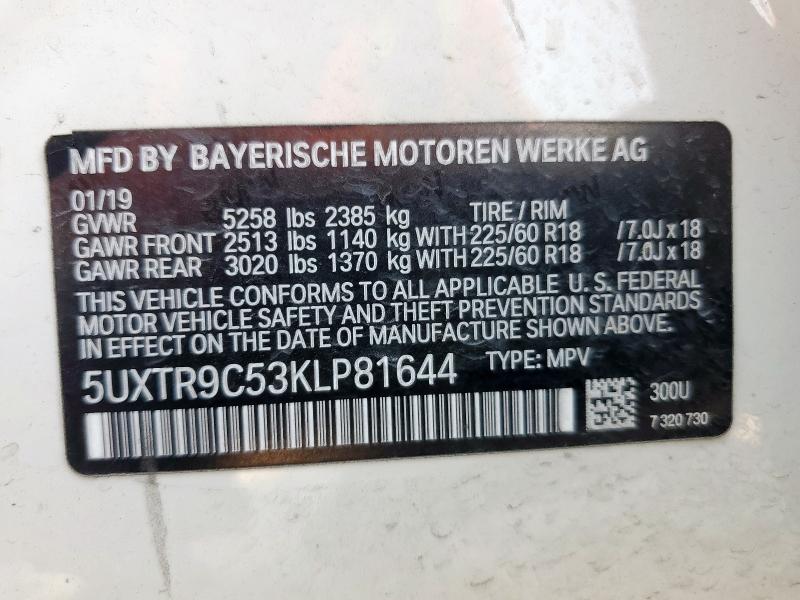 MFD BY BAYERISCHE MOTOREN WERKE AG
01/19 TIRE / RIM
GVWR 5258 lbs 2385 kg
GAWR FRONT 2513 lbs 1140 kg WITH 225/60 R18 /7.0J x 18
GAWR REAR 3020 lbs 1370 kg WITH 225/60 R18 /7.0J x 18
THIS VEHICLE CONFORMS TO ALL APPLICABLE U. S. FEDERAL
MOTOR VEHICLE SAFETY AND THEFT PREVENTION STANDARDS
IN EFFECT ON THE DATE OF MANUFACTURE SHOWN ABOVE.
5UXTR9C53KLP81644 TYPE: MPV
300U
7 320 730